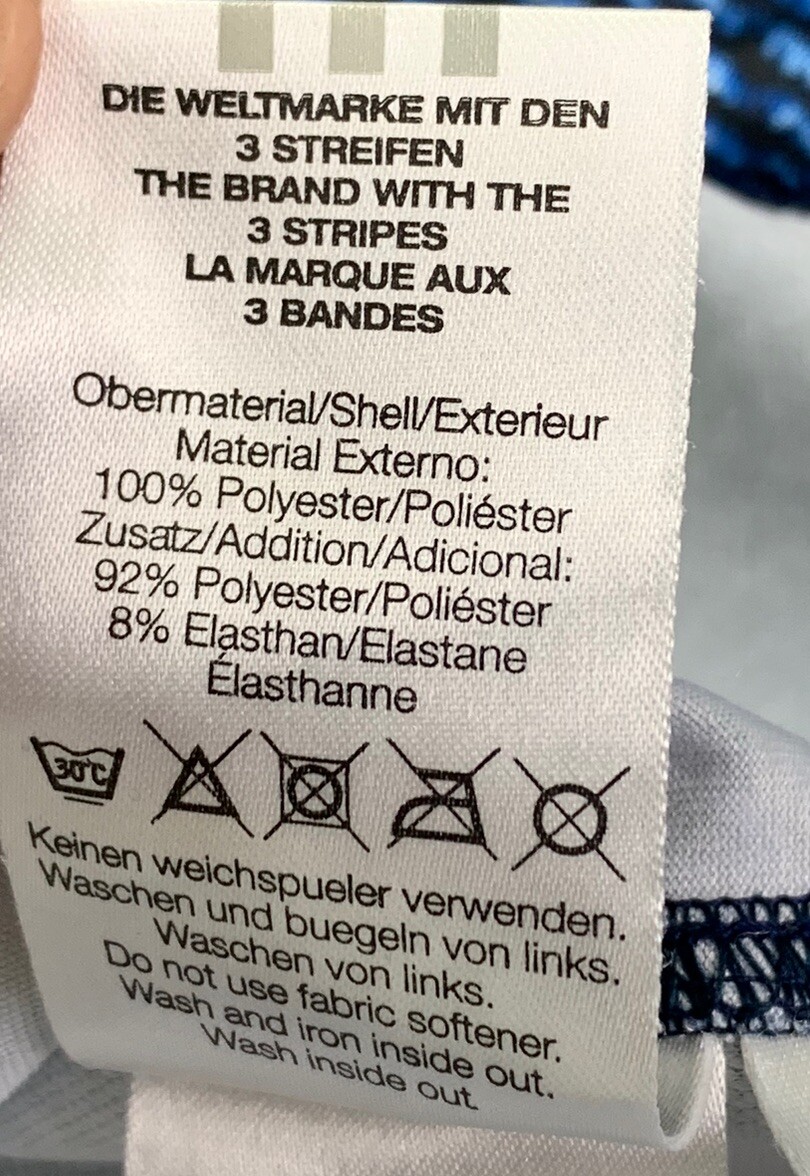 DIE WELTMARKE MIT DEN
3 STREIFEN
THE BRAND WITH THE
3 STRIPES
LA MARQUE AUX
3 BANDES
Obermaterial/Shell/Exterieur
Material Externo:
100% Polyester/Poliéster
Zusatz/Addition/Adicional:
92% Polyester/Poliéster
8% Elasthan/Elastane
Élasthanne
30°C
Keinen weichspueler verwenden.
Waschen und buegeln von links.
Waschen von links.
Do not use fabric softener.
Wash and iron inside out.
Wash inside out.